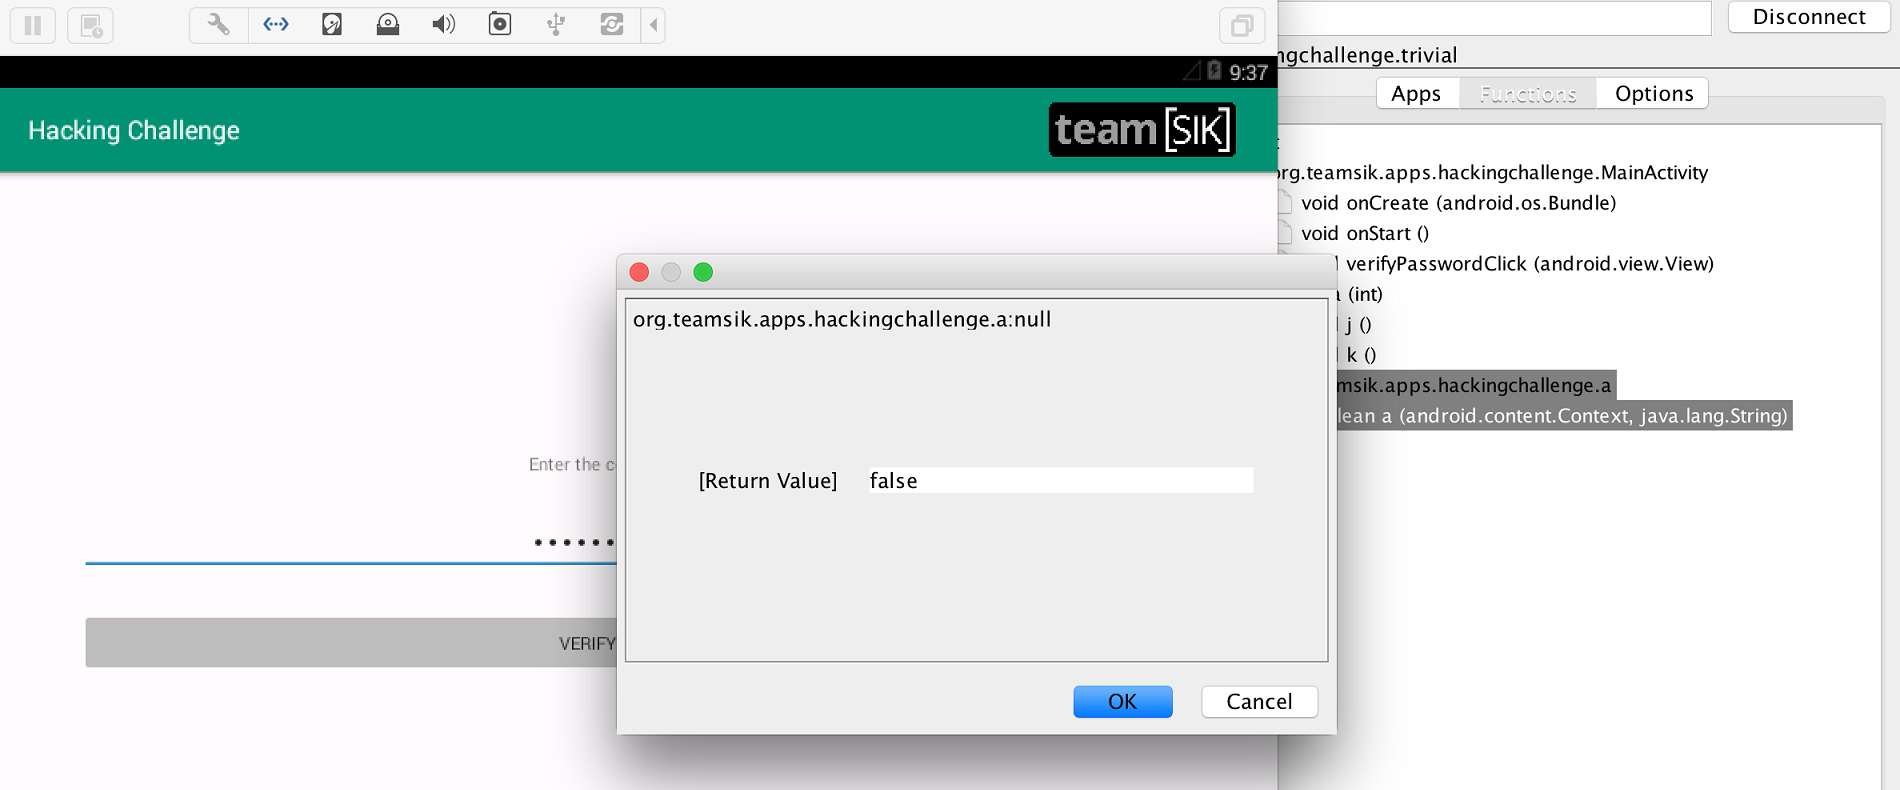 Disconnect
9:37
ngchallenge.trivial
Apps
Functions
Options
Hacking Challenge
team[SIK]
org.teamsik.apps.hackingchallenge.MainActivity
void onCreate (android.os.Bundle)
void onStart ()
verifyPasswordClick (android.view.View)
a (int)
j ()
k ()
msik.apps.hackingchallenge.a
lean a (android.content.Context, java.lang.String)
org.teamsik.apps.hackingchallenge.a:null
Enter the c
[Return Value]
false
VERIFY
OK
Cancel